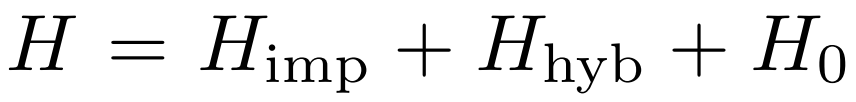 H = H_imp + H_hyb + H_0